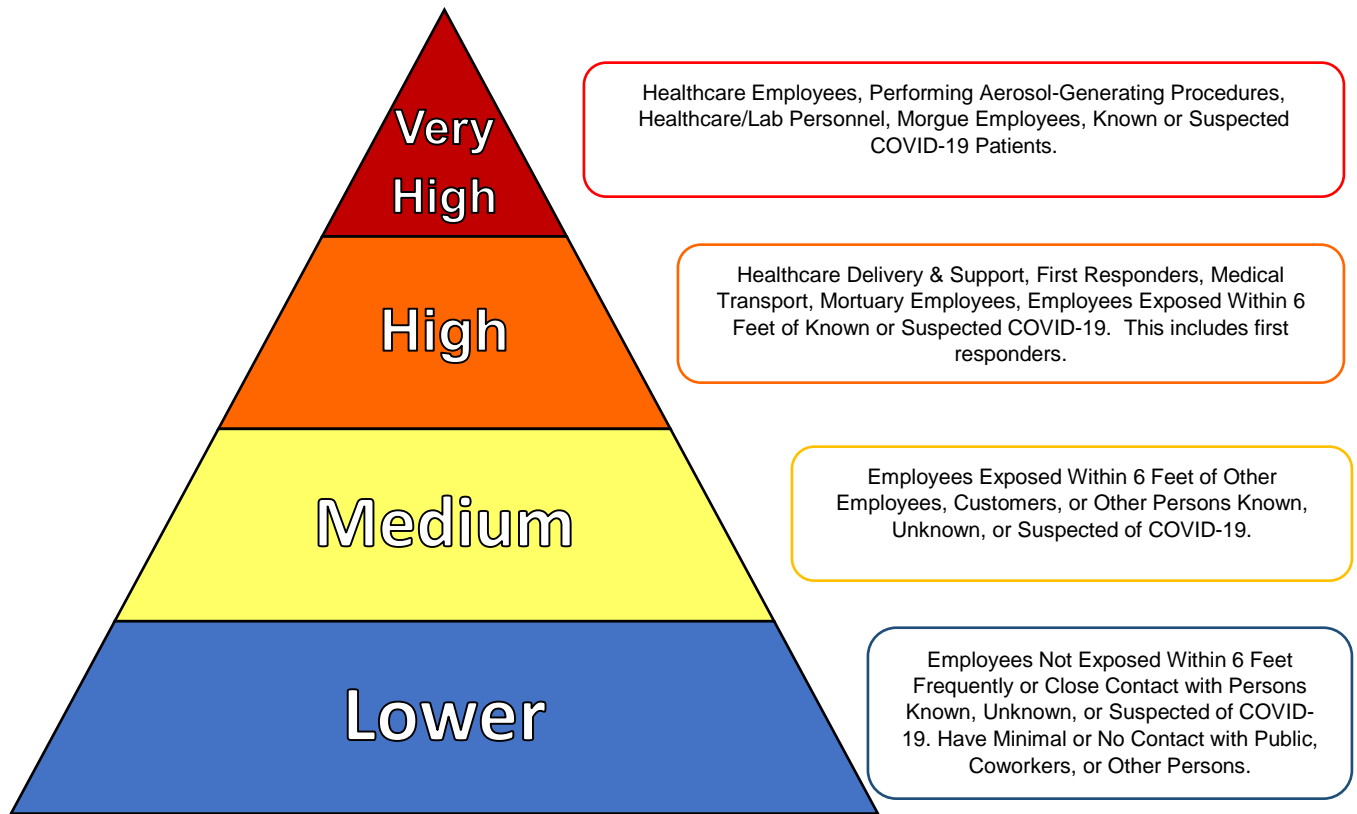 Very
High
Healthcare Employees, Performing Aerosol-Generating Procedures,
Healthcare/Lab Personnel, Morgue Employees, Known or Suspected
COVID-19 Patients.
High
Healthcare Delivery & Support, First Responders, Medical
Transport, Mortuary Employees, Employees Exposed Within 6
Feet of Known or Suspected COVID-19.  This includes first
responders.
Medium
Employees Exposed Within 6 Feet of Other
Employees, Customers, or Other Persons Known,
Unknown, or Suspected of COVID-19.
Lower
Employees Not Exposed Within 6 Feet
Frequently or Close Contact with Persons
Known, Unknown, or Suspected of COVID-
19. Have Minimal or No Contact with Public,
Coworkers, or Other Persons.